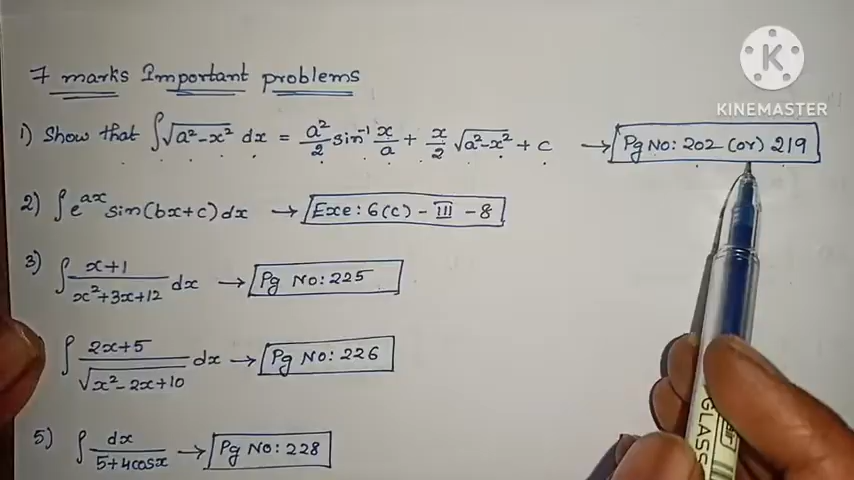 7 marks Important problems
1) Show that ∫√a²-x² dx = a²/2 sin⁻¹ x/a + x/2 √a²-x² + c → Pg No: 202 (or) 219
2) ∫e^ax sin(bx+c)dx → Exe: 6(c) - III - 8
3) ∫ x+1 / x²+3x+12 dx → Pg No: 225
∫ 2x+5 / √x²-2x+10 dx → Pg No: 226
5) ∫ dx / 5+4cosx → Pg No: 228
K
KINEMASTER
GLASS